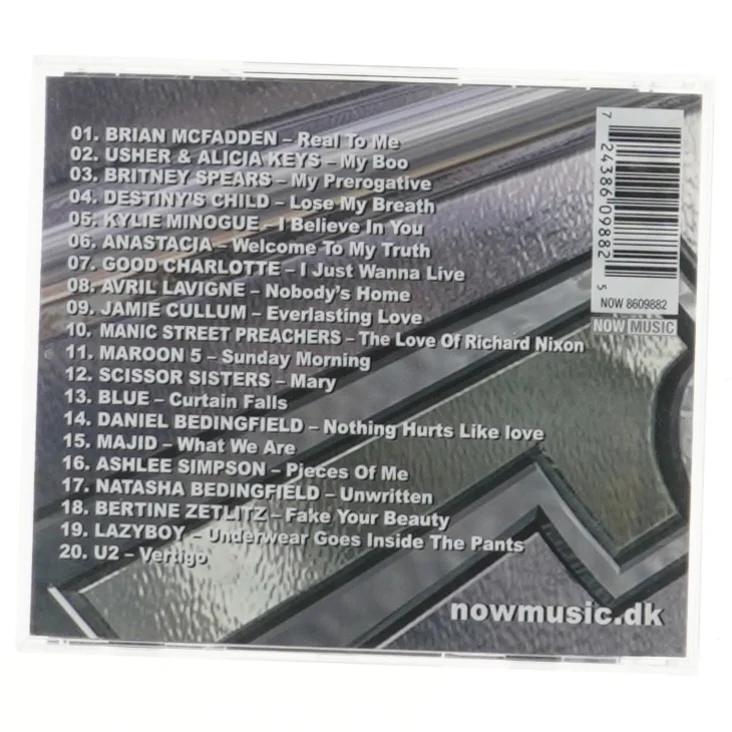 01. BRIAN MCFADDEN – Real To Me
02. USHER & ALICIA KEYS – My Boo
03. BRITNEY SPEARS – My Prerogative
04. DESTINY'S CHILD – Lose My Breath
05. KYLIE MINOGUE – I Believe In You
06. ANASTACIA – Welcome To My Truth
07. GOOD CHARLOTTE – I Just Wanna Live
08. AVRIL LAVIGNE – Nobody's Home
09. JAMIE CULLUM – Everlasting Love
10. MANIC STREET PREACHERS – The Love Of Richard Nixon
11. MAROON 5 – Sunday Morning
12. SCISSOR SISTERS – Mary
13. BLUE – Curtain Falls
14. DANIEL BEDINGFIELD – Nothing Hurts Like love
15. MAJID – What We Are
16. ASHLEE SIMPSON – Pieces Of Me
17. NATASHA BEDINGFIELD – Unwritten
18. BERTINE ZETLITZ – Fake Your Beauty
19. LAZYBOY – Underwear Goes Inside The Pants
20. U2 – Vertigo
7 24386 09882 5
NOW 8609882
NOW MUSIC
nowmusic.dk